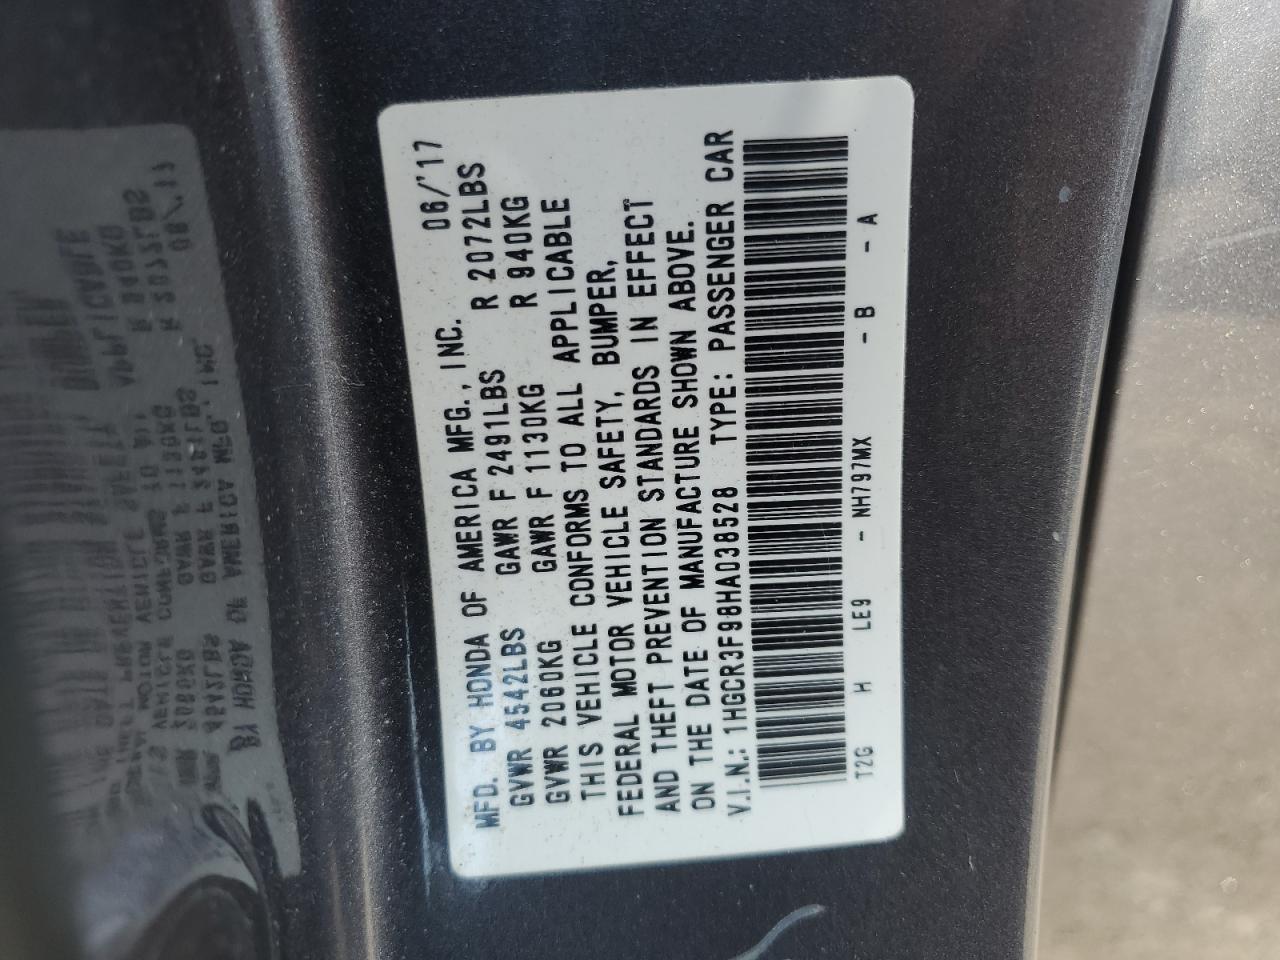 MFD. BY HONDA OF AMERICA MFG., INC. 06/'17
GVWR 4542LBS GAWR F 2491LBS R 2072LBS
GVWR 2060KG GAWR F 1130KG R 940KG
THIS VEHICLE CONFORMS TO ALL APPLICABLE
FEDERAL MOTOR VEHICLE SAFETY, BUMPER,
AND THEFT PREVENTION STANDARDS IN EFFECT
ON THE DATE OF MANUFACTURE SHOWN ABOVE.
V.I.N.: 1HGCR3F98HA038528 TYPE: PASSENGER CAR
T2G H LE9 - NH797MX - B - A